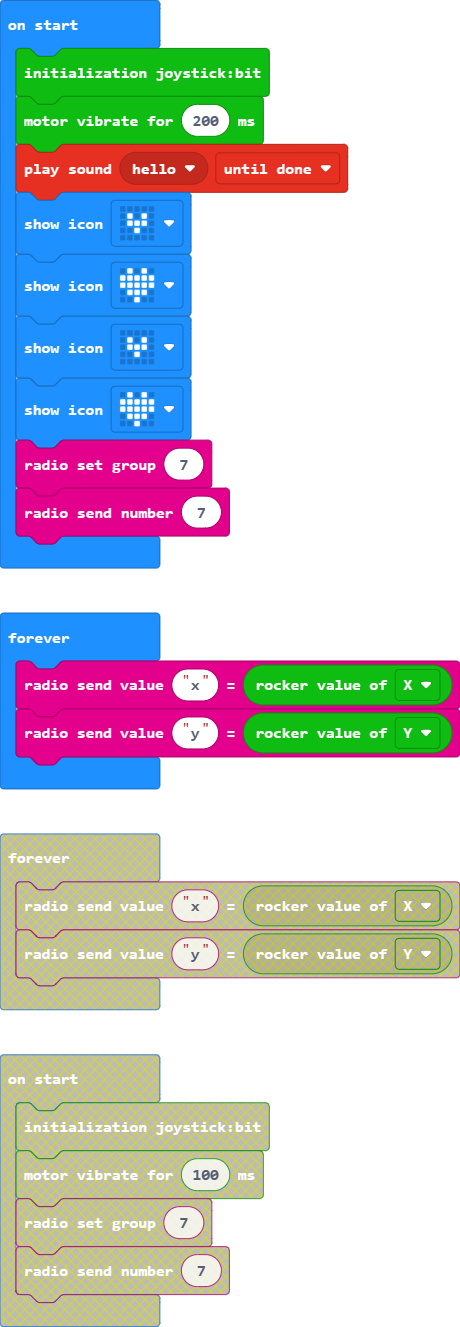 on start
initialization joystick:bit
motor vibrate for 200 ms
play sound hello until done
show icon
show icon
show icon
show icon
radio set group 7
radio send number 7
forever
radio send value "x" = rocker value of X
radio send value "y" = rocker value of Y
forever
radio send value "x" = rocker value of X
radio send value "y" = rocker value of Y
on start
initialization joystick:bit
motor vibrate for 100 ms
radio set group 7
radio send number 7